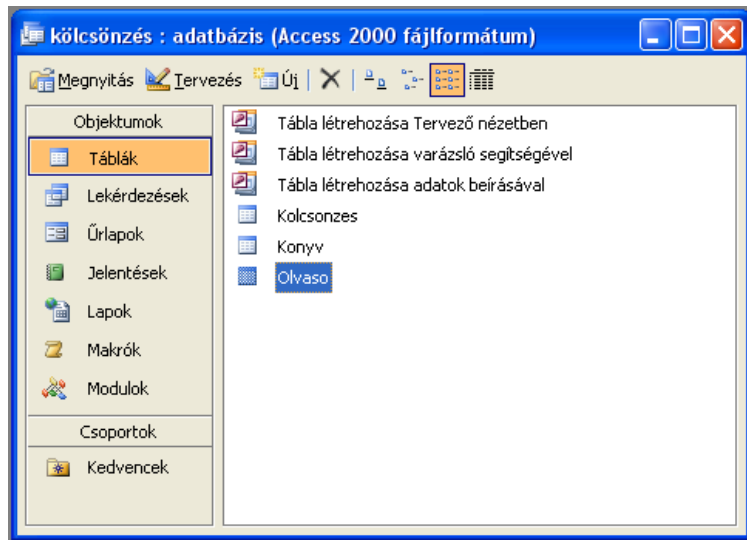 kölcsönzés : adatbázis (Access 2000 fájlformátum)
Megnyitás Tervezés Új
Objektumok
Táblák
Lekérdezések
Űrlapok
Jelentések
Lapok
Makrók
Modulok
Csoportok
Kedvencek
Tábla létrehozása Tervező nézetben
Tábla létrehozása varázsló segítségével
Tábla létrehozása adatok beírásával
Kolcsonzes
Konyv
Olvaso